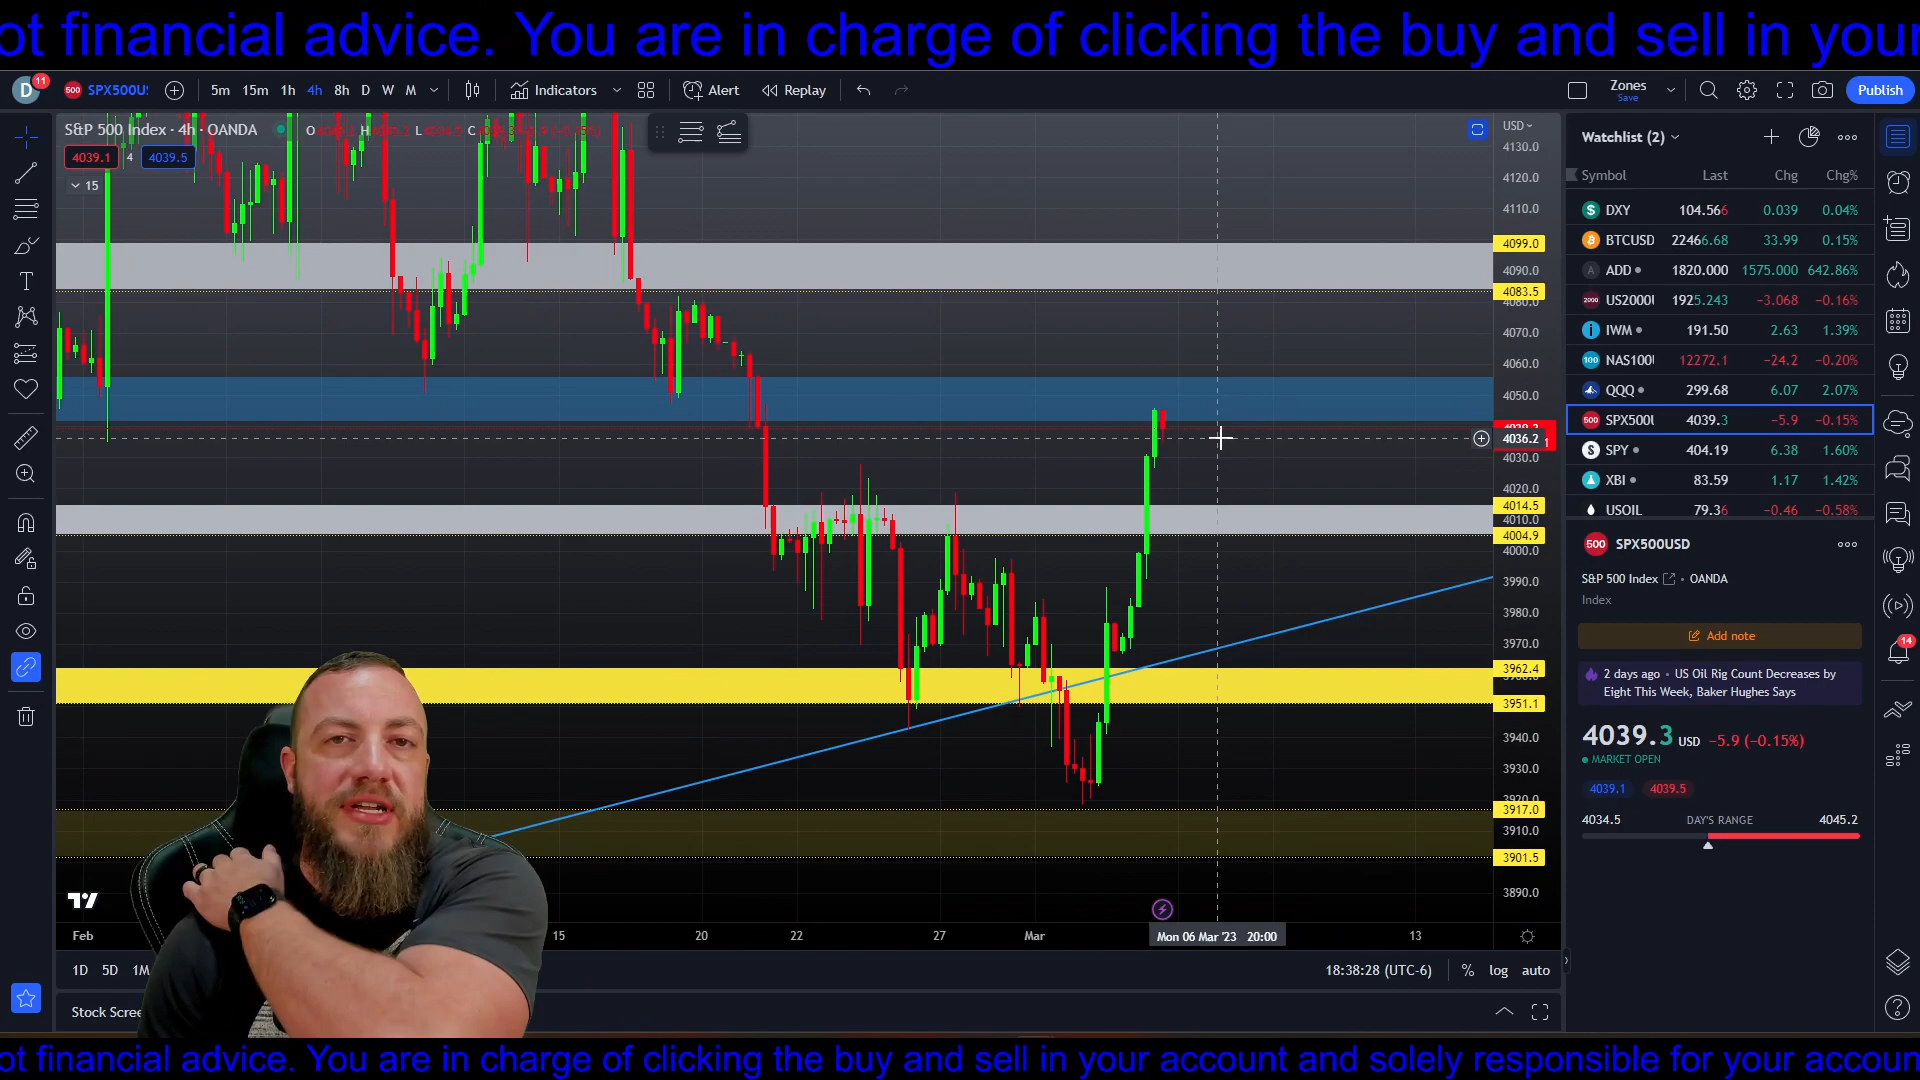 ot financial advice. You are in charge of clicking the buy and sell in your
D 11 500 SPX500U 5m 15m 1h 4h 8h D W M Indicators Alert Replay Zones Save Publish
S&P 500 Index · 4h · OANDA
4039.1 4 4039.5
15
USD
4130.0
4120.0
4110.0
4099.0
4090.0
4083.5
4080.0
4070.0
4060.0
4050.0
4036.2
4030.0
4020.0
4014.5
4010.0
4004.9
4000.0
3990.0
3980.0
3970.0
3962.4
3951.1
3940.0
3930.0
3920.0
3917.0
3910.0
3901.5
3890.0
Feb 15 20 22 27 Mar Mon 06 Mar '23 20:00 13
1D 5D 1M 18:38:28 (UTC-6) % log auto
Stock Scree
Watchlist (2)
Symbol Last Chg Chg%
DXY 104.566 0.039 0.04%
BTCUSD 22466.68 33.99 0.15%
ADD 1820.000 1575.000 642.86%
US2000 1925.243 −3.068 −0.16%
IWM 191.50 2.63 1.39%
NAS100 12272.1 −24.2 −0.20%
QQQ 299.68 6.07 2.07%
SPX500 4039.3 −5.9 −0.15%
SPY 404.19 6.38 1.60%
XBI 83.59 1.17 1.42%
USOIL 79.36 −0.46 −0.58%
500 SPX500USD
S&P 500 Index · OANDA
Index
Add note
2 days ago · US Oil Rig Count Decreases by
Eight This Week, Baker Hughes Says
4039.3 USD −5.9 (−0.15%)
MARKET OPEN
4039.1 4039.5
4034.5 DAY'S RANGE 4045.2
14
ot financial advice. You are in charge of clicking the buy and sell in your account and solely responsible for your accoun